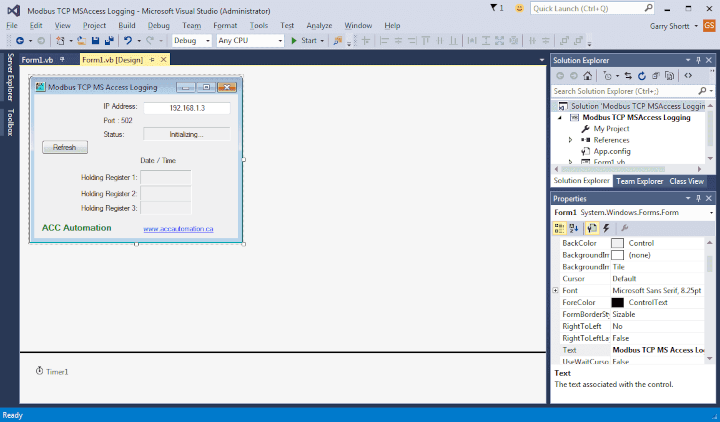 Modbus TCP MSAccess Logging - Microsoft Visual Studio (Administrator)
1
Quick Launch (Ctrl+Q)
File Edit View Project Build Debug Team Format Tools Test Analyze Window Help
Garry Shortt
GS
Debug Any CPU Start
Server Explorer
Toolbox
Form1.vb
Form1.vb [Design]
Modbus TCP MS Access Logging
IP Address: 192.168.1.3
Port : 502
Status: Initializing...
Refresh
Date / Time
Holding Register 1:
Holding Register 2:
Holding Register 3:
ACC Automation
www.accautomation.ca
Timer1
Solution Explorer
Search Solution Explorer (Ctrl+;)
Solution 'Modbus TCP MSAccess Logging
Modbus TCP MSAccess Logging
My Project
References
App.config
Form1.vb
Solution Explorer Team Explorer Class View
Properties
Form1 System.Windows.Forms.Form
BackColor Control
BackgroundIm (none)
BackgroundIm Tile
Cursor Default
Font Microsoft Sans Serif, 8.25pt
ForeColor ControlText
FormBorderSty Sizable
RightToLeft No
RightToLeftLa False
Text Modbus TCP MS Access Lo
UseWaitCurso False
Text
The text associated with the control.
Ready